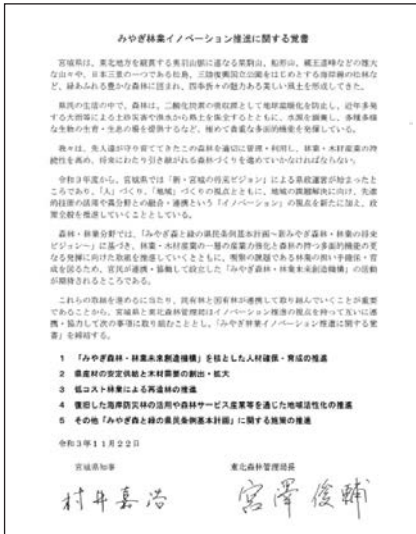 みやぎ林業イノベーション推進に関する覚書
宮城県は、東北地方を縦貫する奥羽山脈に連なる栗駒山、船形山、蔵王連峰などの雄大
な山々や、日本三景の一つである松島、三陸復興国立公園をはじめとする海岸線の松林な
ど、緑あふれる豊かな森林に囲まれ、四季折々の魅力ある美しい風土を形成してきた。
県民の生活の中で、森林は、二酸化炭素の吸収源として地球温暖化を防止し、近年多発
する大雨等による土砂災害や洪水から県土を保全するとともに、水源を涵養し、多種多様
な生物の生育・生息の場を提供するなど、極めて貴重な多面的機能を発揮している。
我々は、先人達が守り育ててきたこの森林を適切に管理・利用し、林業・木材産業の持
続性を高め、将来にわたり引き継がれる森林づくりを進めていかなければならない。
令和3年度から、宮城県では「新・宮城の将来ビジョン」による県政運営が始まったと
ころであり、「人」づくり、「地域」づくりの視点とともに、地域の課題解決に向け、先進
的技術の活用や異分野との融合・連携という「イノベーション」の視点を新たに加え、政
策全般を推進していくこととしている。
森林・林業分野では、「みやぎ森と緑の県民条例基本計画～新みやぎ森林・林業の将来
ビジョン～」に基づき、林業・木材産業の一層の産業力強化と森林の持つ多面的機能の更
なる発揮に向けた取組を推進していくとともに、喫緊の課題である林業の担い手確保・育
成を図るため、官民が連携・協働して設立した「みやぎ森林・林業未来創造機構」の活動
が期待されるところである。
これらの取組を進めるに当たり、民有林と国有林が連携して取り組んでいくことが重要
であることから、宮城県と東北森林管理局はイノベーション推進の視点を持って互いに連
携・協力して次の事項に取り組むこととし、「みやぎ林業イノベーション推進に関する覚
書」を締結する。
1 「みやぎ森林・林業未来創造機構」を核とした人材確保・育成の推進
2 県産材の安定供給と木材需要の創出・拡大
3 低コスト林業による再造林の推進
4 復旧した海岸防災林の活用や森林サービス産業等を通じた地域活性化の推進
5 その他「みやぎ森と緑の県民条例基本計画」に関する施策の推進
令和3年11月22日
宮城県知事 東北森林管理局長
村井嘉浩 宮澤俊輔